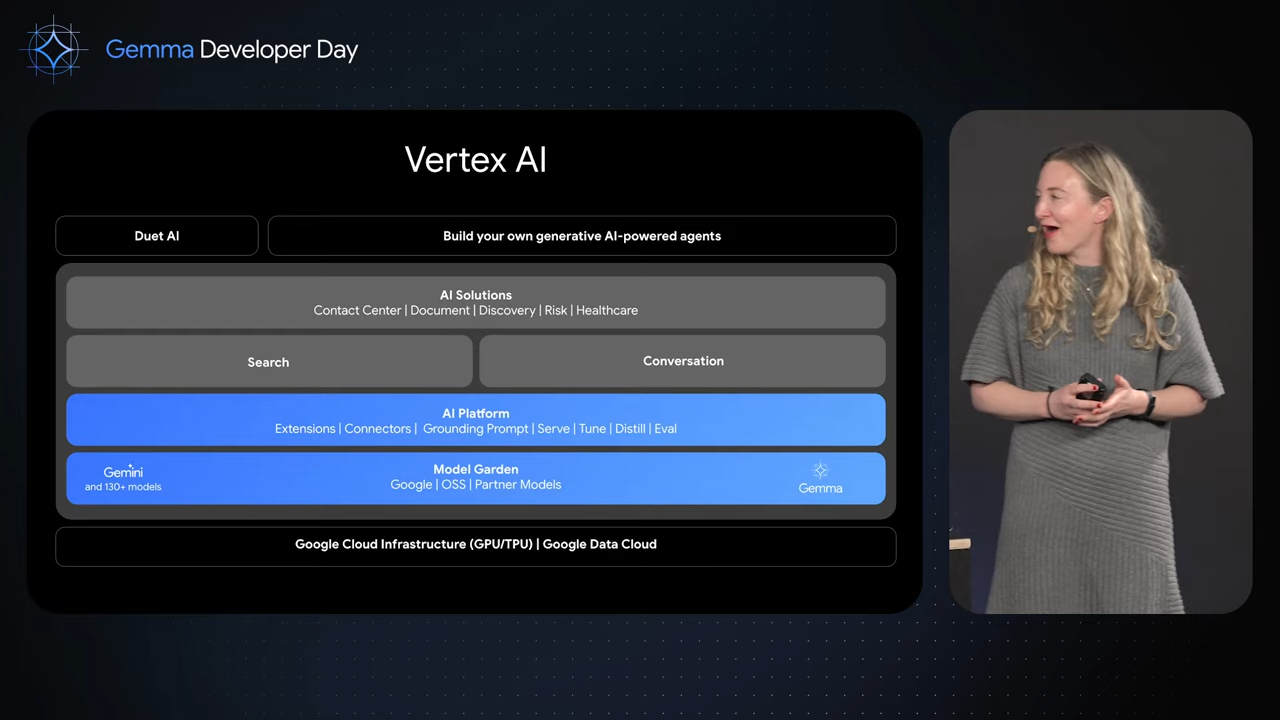 Gemma Developer Day
Vertex AI
Duet AI
Build your own generative AI-powered agents
AI Solutions
Contact Center | Document | Discovery | Risk | Healthcare
Search
Conversation
AI Platform
Extensions | Connectors | Grounding Prompt | Serve | Tune | Distill | Eval
Gemini
and 130+ models
Model Garden
Google | OSS | Partner Models
Gemma
Google Cloud Infrastructure (GPU/TPU) | Google Data Cloud